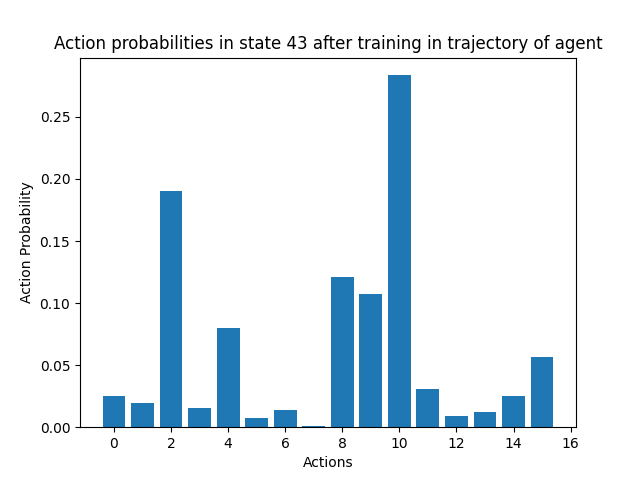 Action probabilities in state 43 after training in trajectory of agent
Action Probability
0.25
0.20
0.15
0.10
0.05
0.00
0 2 4 6 8 10 12 14 16
Actions